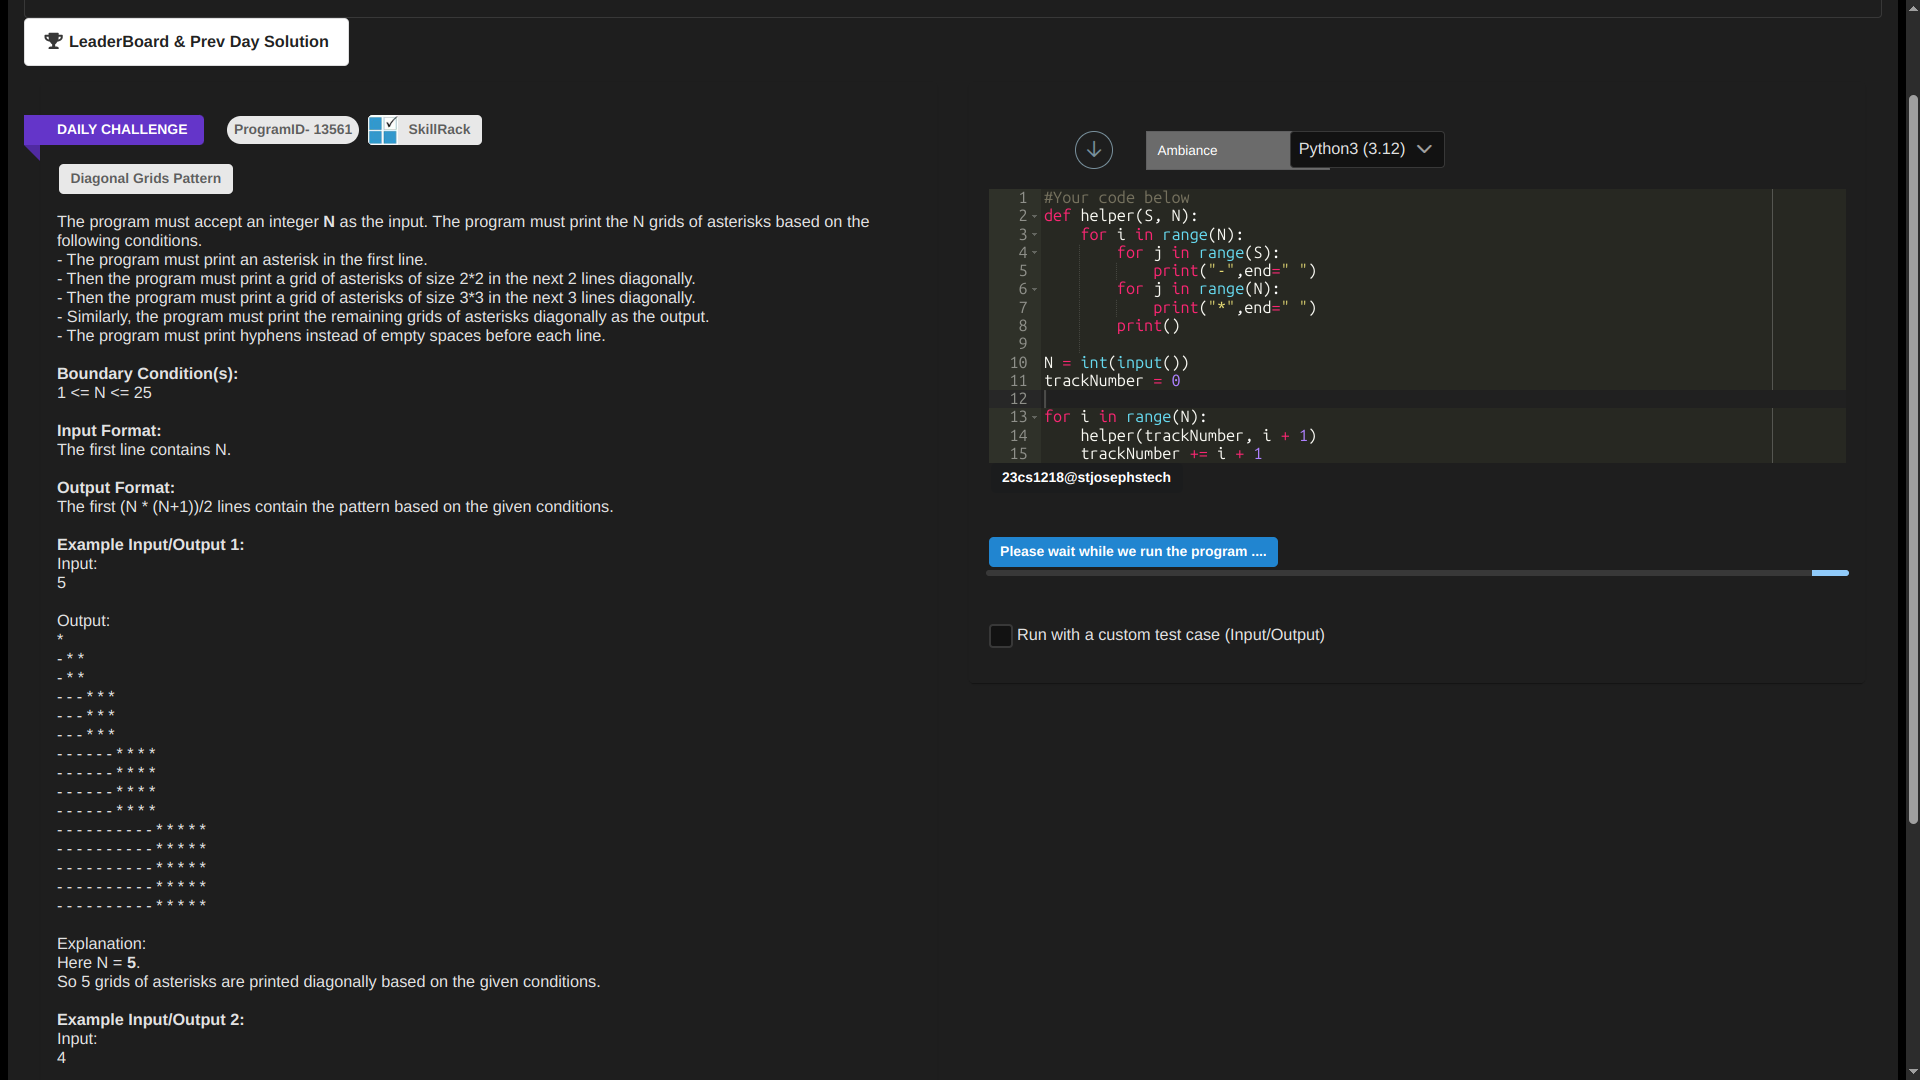 LeaderBoard & Prev Day Solution
DAILY CHALLENGE
ProgramID- 13561
SkillRack
Diagonal Grids Pattern
The program must accept an integer N as the input. The program must print the N grids of asterisks based on the
following conditions.
- The program must print an asterisk in the first line.
- Then the program must print a grid of asterisks of size 2*2 in the next 2 lines diagonally.
- Then the program must print a grid of asterisks of size 3*3 in the next 3 lines diagonally.
- Similarly, the program must print the remaining grids of asterisks diagonally as the output.
- The program must print hyphens instead of empty spaces before each line.
Boundary Condition(s):
1 <= N <= 25
Input Format:
The first line contains N.
Output Format:
The first (N * (N+1))/2 lines contain the pattern based on the given conditions.
Example Input/Output 1:
Input:
5
Output:
*
- * *
- * *
- - - * * *
- - - * * *
- - - * * *
- - - - - - * * * *
- - - - - - * * * *
- - - - - - * * * *
- - - - - - * * * *
- - - - - - - - - - * * * * *
- - - - - - - - - - * * * * *
- - - - - - - - - - * * * * *
- - - - - - - - - - * * * * *
- - - - - - - - - - * * * * *
Explanation:
Here N = 5.
So 5 grids of asterisks are printed diagonally based on the given conditions.
Example Input/Output 2:
Input:
4
Ambiance
Python3 (3.12)
1 #Your code below
2 def helper(S, N):
3     for i in range(N):
4         for j in range(S):
5             print("-",end=" ")
6         for j in range(N):
7             print("*",end=" ")
8         print()
9
10 N = int(input())
11 trackNumber = 0
12
13 for i in range(N):
14     helper(trackNumber, i + 1)
15     trackNumber += i + 1
23cs1218@stjosephstech
Please wait while we run the program ....
Run with a custom test case (Input/Output)